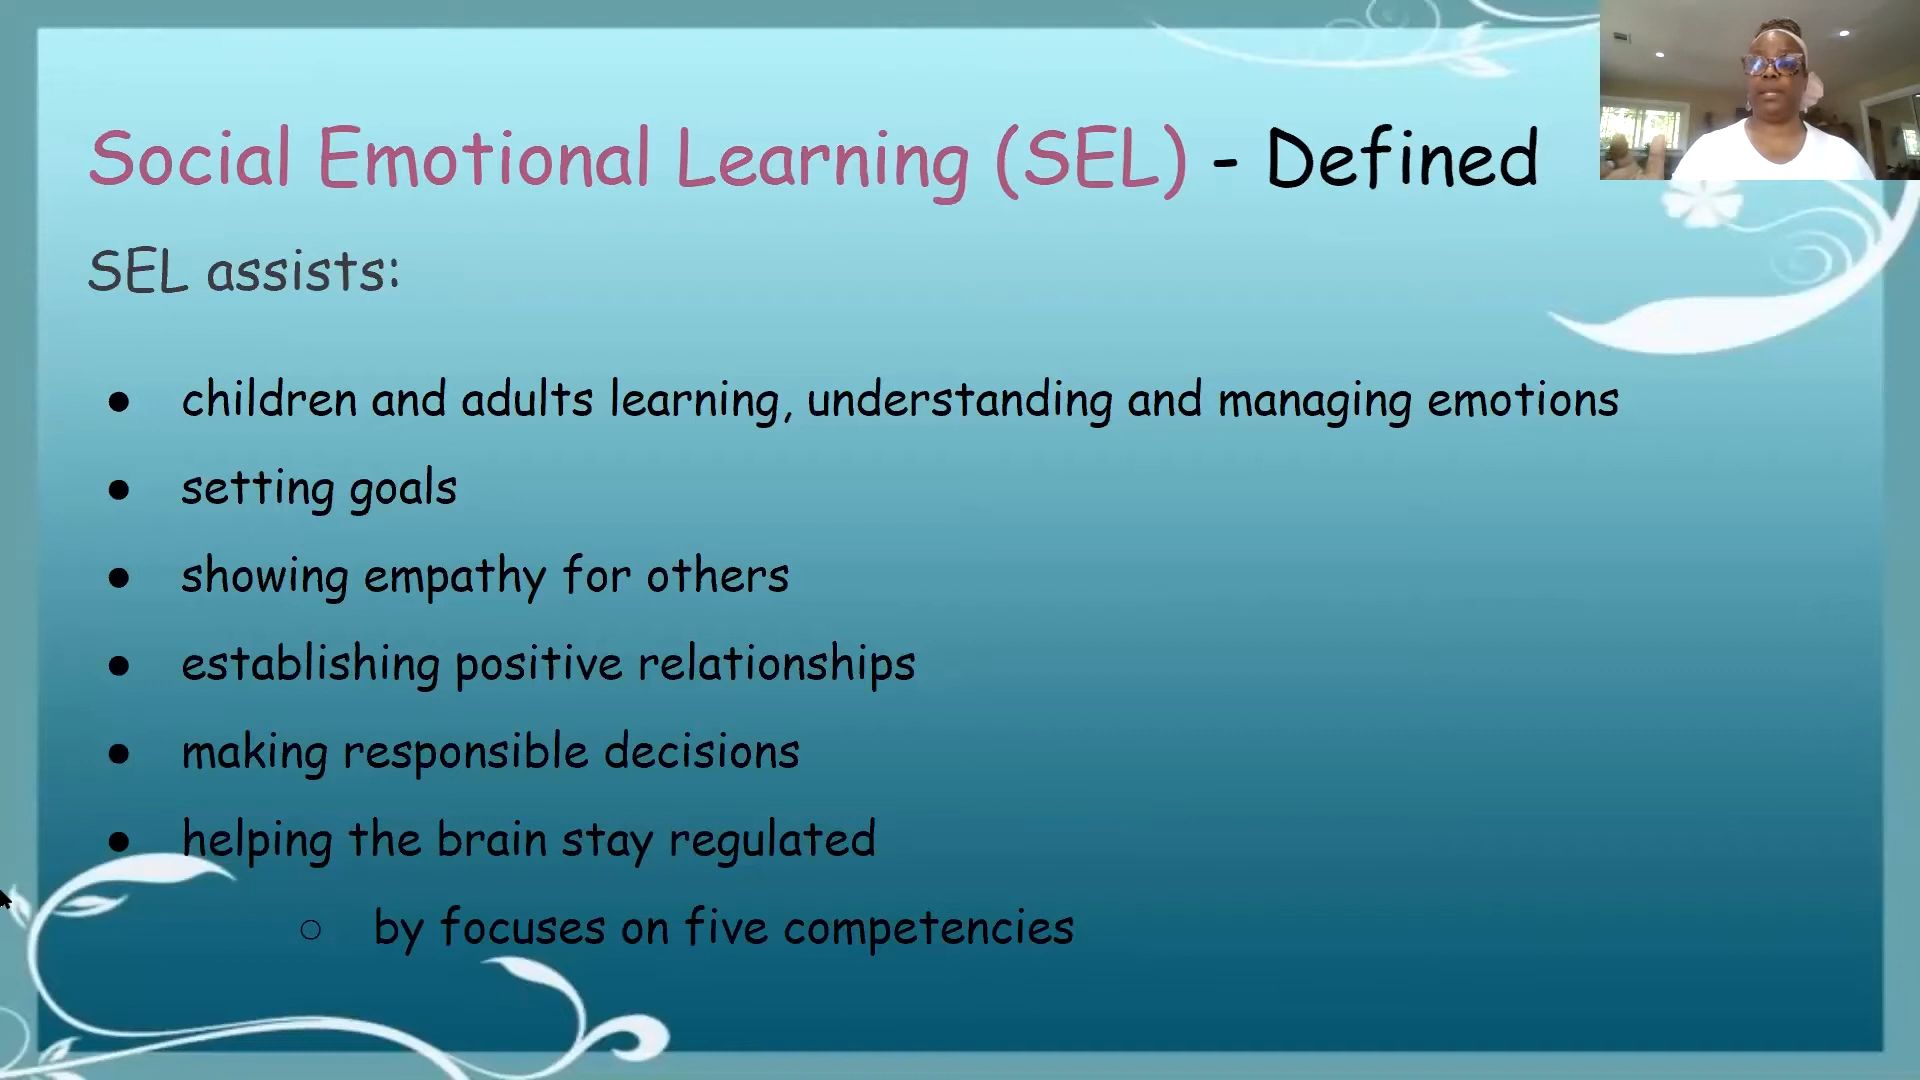 Social Emotional Learning (SEL) - Defined
SEL assists:
● children and adults learning, understanding and managing emotions
● setting goals
● showing empathy for others
● establishing positive relationships
● making responsible decisions
● helping the brain stay regulated
○ by focuses on five competencies